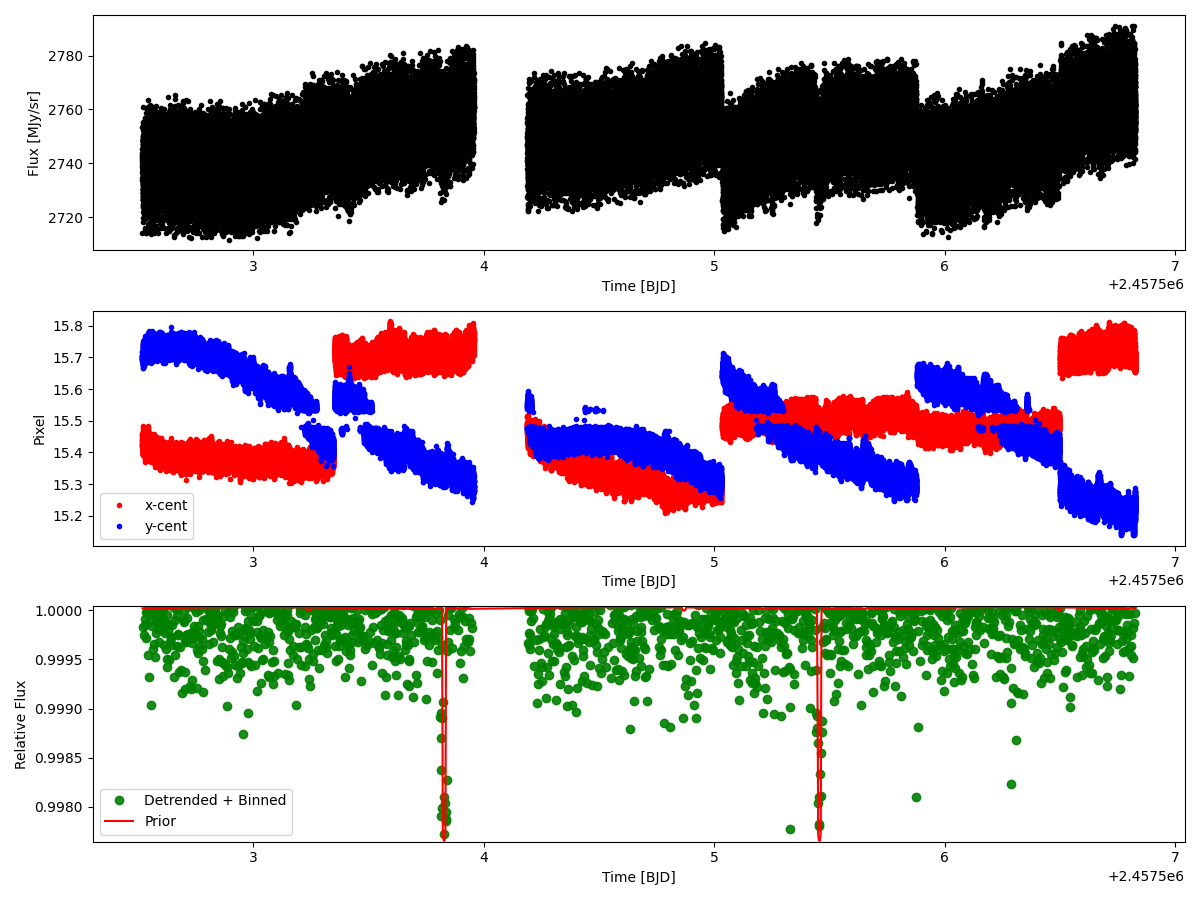 2780
2760
2740
2720
Flux [MJy/sr]
3 4 5 6 7
Time [BJD]
+2.4575e6
15.8
15.7
15.6
15.5
15.4
15.3
15.2
Pixel
x-cent
y-cent
3 4 5 6 7
Time [BJD]
+2.4575e6
1.0000
0.9995
0.9990
0.9985
0.9980
Relative Flux
Detrended + Binned
Prior
3 4 5 6 7
Time [BJD]
+2.4575e6